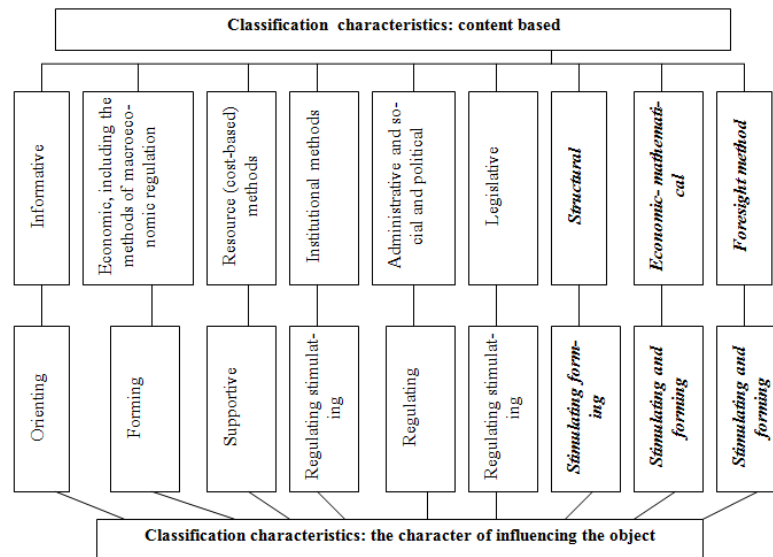 Classification characteristics: content based
Informative
Economic, including the
methods of macroeco-
nomic regulation
Resource (cost-based)
methods
Institutional methods
Administrative and so-
cial and political
Legislative
Structural
Economic- mathemati-
cal
Foresight method
Orienting
Forming
Supportive
Regulating stimulat-
ing
Regulating
Regulating stimulat-
ing
Stimulating form-
ing
Stimulating and
forming
Stimulating and
forming
Classification characteristics: the character of influencing the object